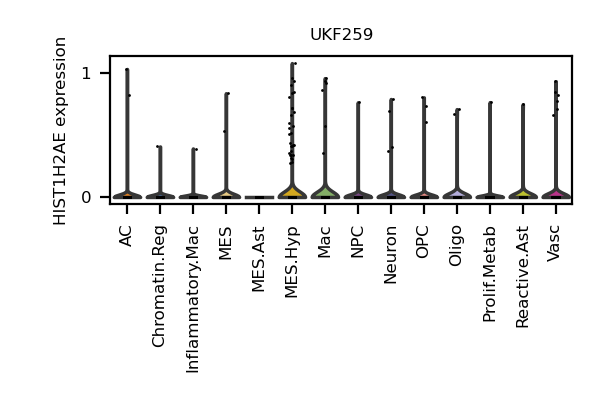 UKF259
HIST1H2AE expression
1
0
AC
Chromatin.Reg
Inflammatory.Mac
MES
MES.Ast
MES.Hyp
Mac
NPC
Neuron
OPC
Oligo
Prolif.Metab
Reactive.Ast
Vasc